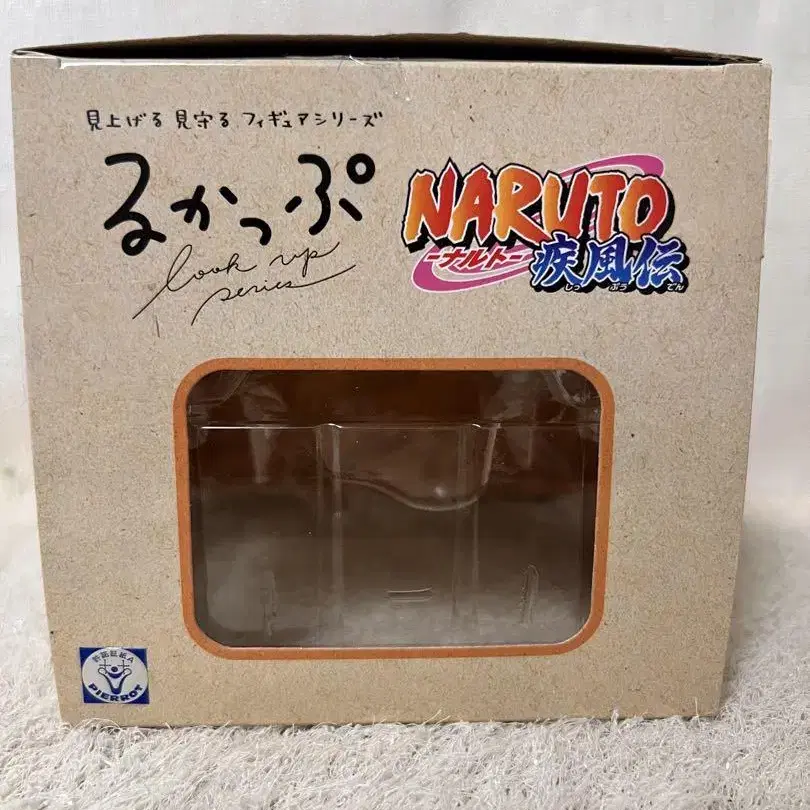 見上げる 見守る フィギュアシリーズ
るかっぷ
look up
series
NARUTO
-ナルト-
疾風伝
しっ ぷう でん
PIERROT